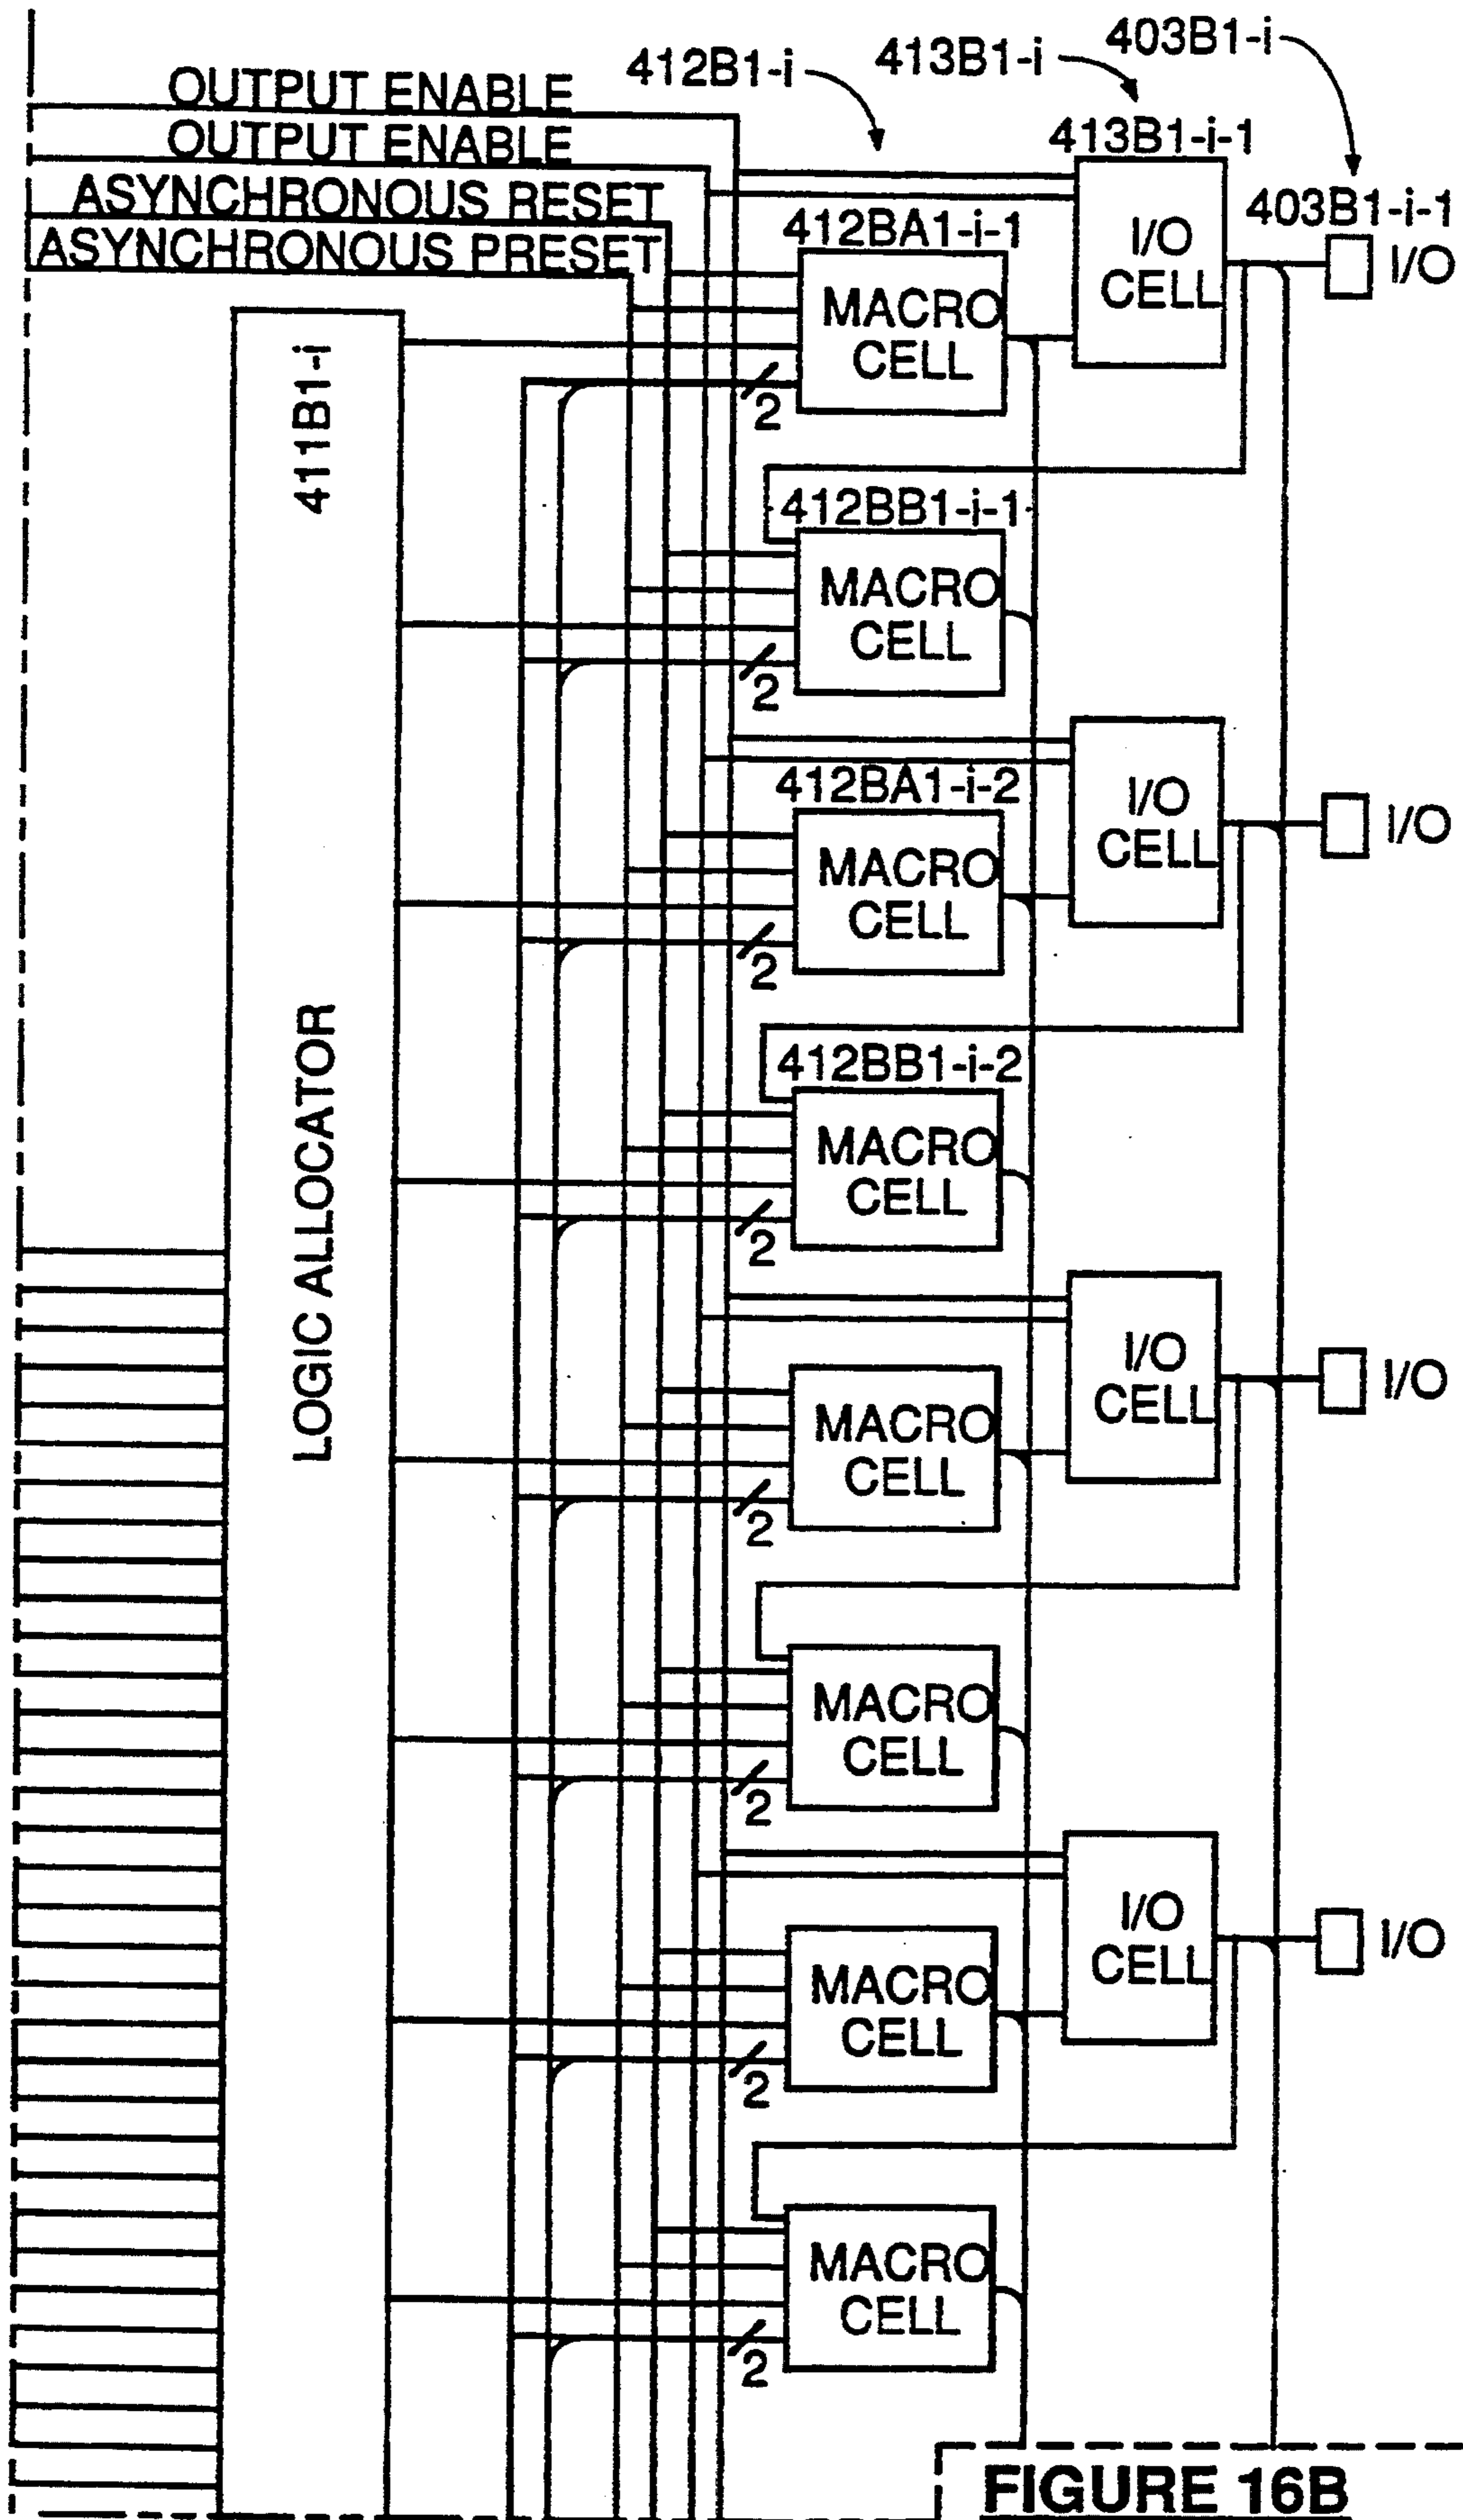 OUTPUT ENABLE
OUTPUT ENABLE
ASYNCHRONOUS RESET
ASYNCHRONOUS PRESET
412B1-i
413B1-i
403B1-i
413B1-i-1
403B1-i-1
I/O CELL
I/O
412BA1-i-1
MACRO CELL
2
411B1-i
LOGIC ALLOCATOR
412BB1-i-1
MACRO CELL
2
I/O CELL
I/O
412BA1-i-2
MACRO CELL
2
412BB1-i-2
MACRO CELL
2
I/O CELL
I/O
MACRO CELL
2
MACRO CELL
2
I/O CELL
I/O
MACRO CELL
2
MACRO CELL
2
FIGURE 16B